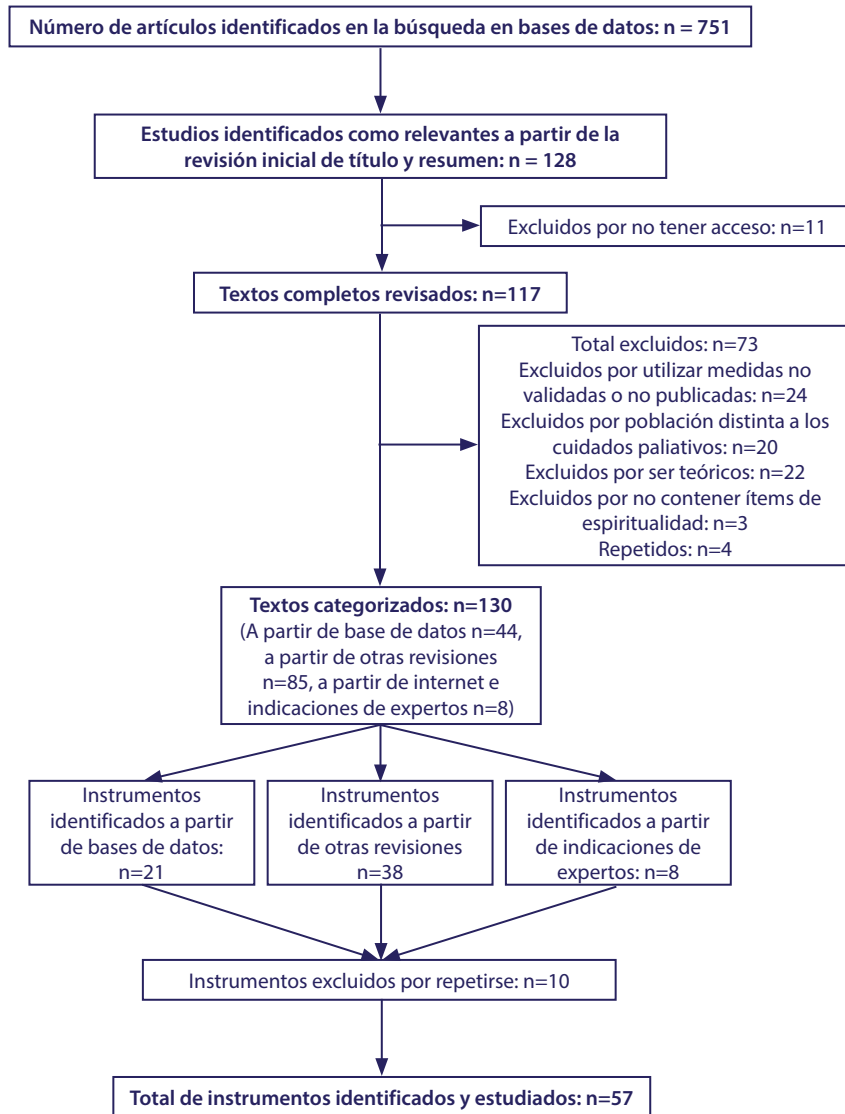 Número de artículos identificados en la búsqueda en bases de datos: n = 751
Estudios identificados como relevantes a partir de la
revisión inicial de título y resumen: n = 128
Excluidos por no tener acceso: n=11
Textos completos revisados: n=117
Total excluidos: n=73
Excluidos por utilizar medidas no
validadas o no publicadas: n=24
Excluidos por población distinta a los
cuidados paliativos: n=20
Excluidos por ser teóricos: n=22
Excluidos por no contener ítems de
espiritualidad: n=3
Repetidos: n=4
Textos categorizados: n=130
(A partir de base de datos n=44,
a partir de otras revisiones
n=85, a partir de internet e
indicaciones de expertos n=8)
Instrumentos
identificados a partir
de bases de datos:
n=21
Instrumentos
identificados a partir
de otras revisiones
n=38
Instrumentos
identificados a partir
de indicaciones de
expertos: n=8
Instrumentos excluidos por repetirse: n=10
Total de instrumentos identificados y estudiados: n=57